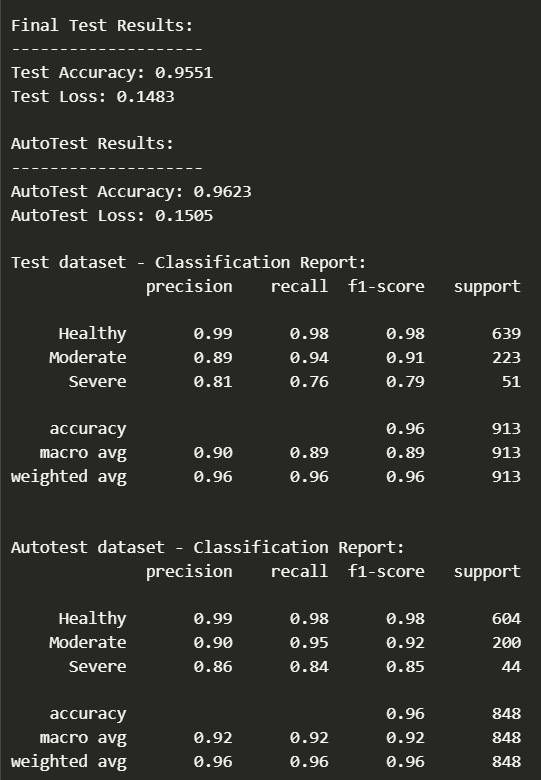 Final Test Results:
--------------------
Test Accuracy: 0.9551
Test Loss: 0.1483
AutoTest Results:
--------------------
AutoTest Accuracy: 0.9623
AutoTest Loss: 0.1505
Test dataset - Classification Report:
precision recall f1-score support
Healthy 0.99 0.98 0.98 639
Moderate 0.89 0.94 0.91 223
Severe 0.81 0.76 0.79 51
accuracy 0.96 913
macro avg 0.90 0.89 0.89 913
weighted avg 0.96 0.96 0.96 913
Autotest dataset - Classification Report:
precision recall f1-score support
Healthy 0.99 0.98 0.98 604
Moderate 0.90 0.95 0.92 200
Severe 0.86 0.84 0.85 44
accuracy 0.96 848
macro avg 0.92 0.92 0.92 848
weighted avg 0.96 0.96 0.96 848